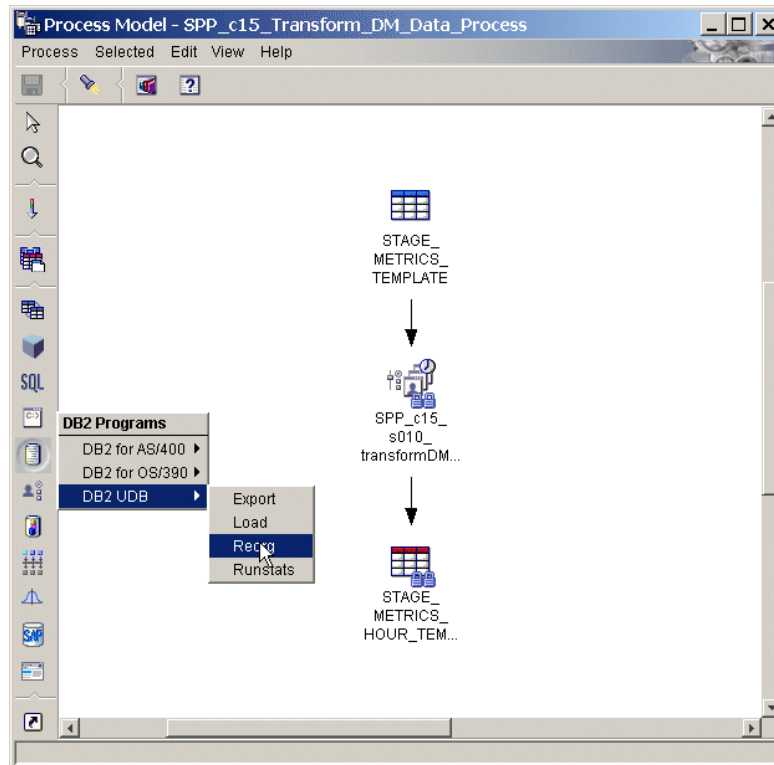 Process Model - SPP_c15_Transform_DM_Data_Process
Process Selected Edit View Help
STAGE_
METRICS_
TEMPLATE
SPP_c15_
s010_
transformDM...
STAGE_
METRICS_
HOUR_TEM...
SQL
DB2 Programs
DB2 for AS/400
DB2 for OS/390
DB2 UDB
Export
Load
Reorg
Runstats
SAP